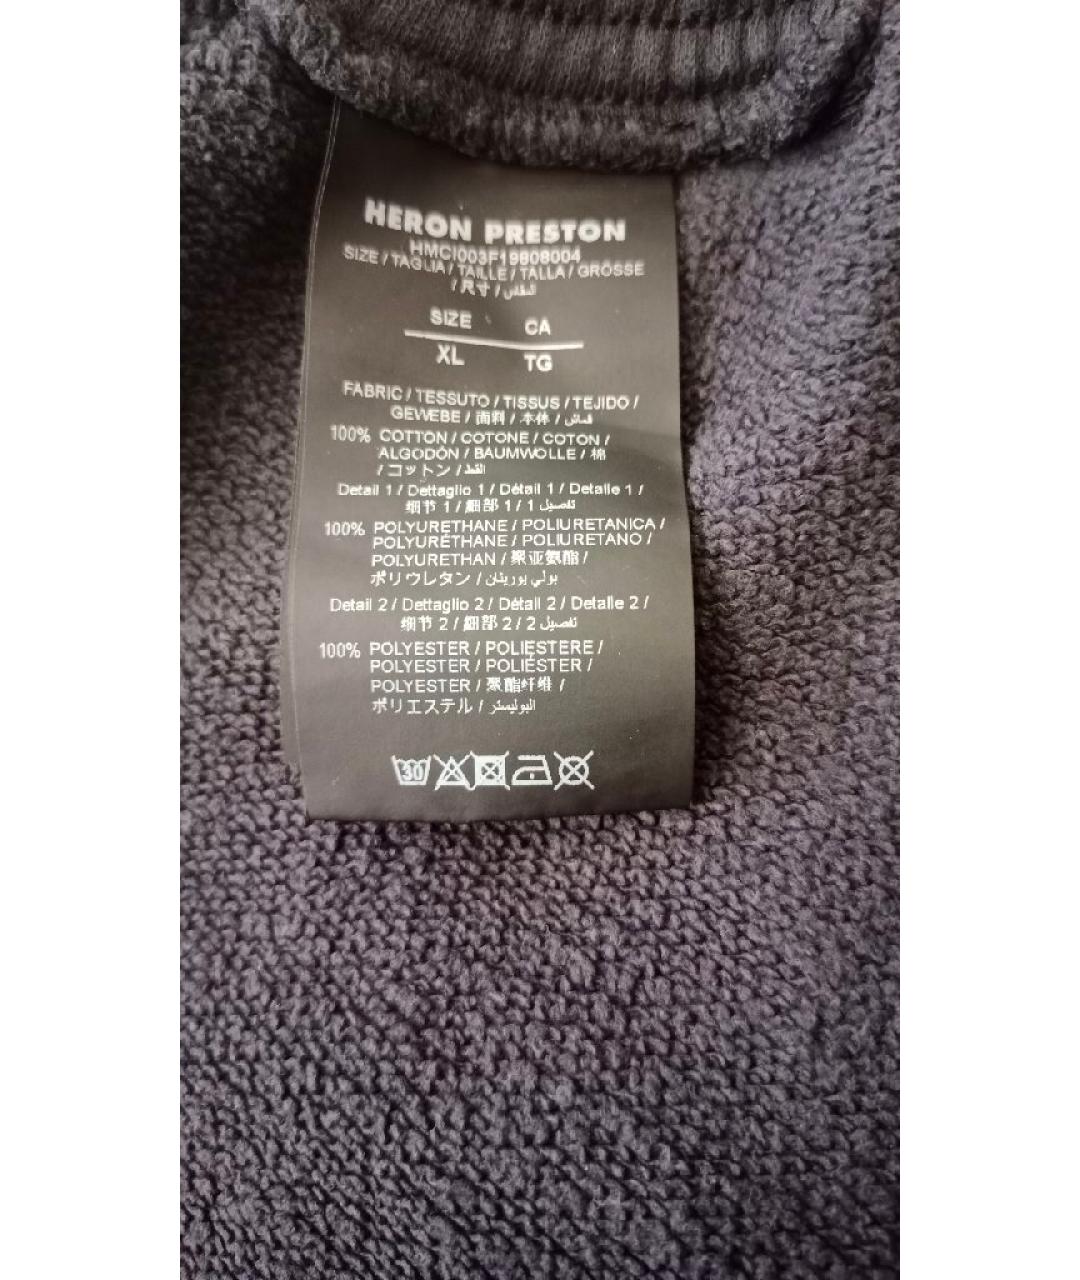 HERON PRESTON
HMCI003F19808004
SIZE / TAGLIA / TAILLE / TALLA / GRÖSSE
/ 尺寸 / المقاس
SIZE CA
XL TG
FABRIC / TESSUTO / TISSUS / TEJIDO /
GEWEBE / 面料 / 本体 / قماش
100% COTTON / COTONE / COTON /
ALGODÓN / BAUMWOLLE / 棉
/ コットン / القط
Detail 1 / Dettaglio 1 / Détail 1 / Detalle 1 /
细节 1 / 細部 1 / تفصيل 1
100% POLYURETHANE / POLIURETANICA /
POLYURÉTHANE / POLIURETANO /
POLYURETHAN / 聚亚氨酯 /
ポリウレタン / بولي يوريثان
Detail 2 / Dettaglio 2 / Détail 2 / Detalle 2 /
细节 2 / 細部 2 / تفصيل 2
100% POLYESTER / POLIESTERE /
POLYESTER / POLIÉSTER /
POLYESTER / 聚酯纤维 /
ポリエステル / البوليستر
30